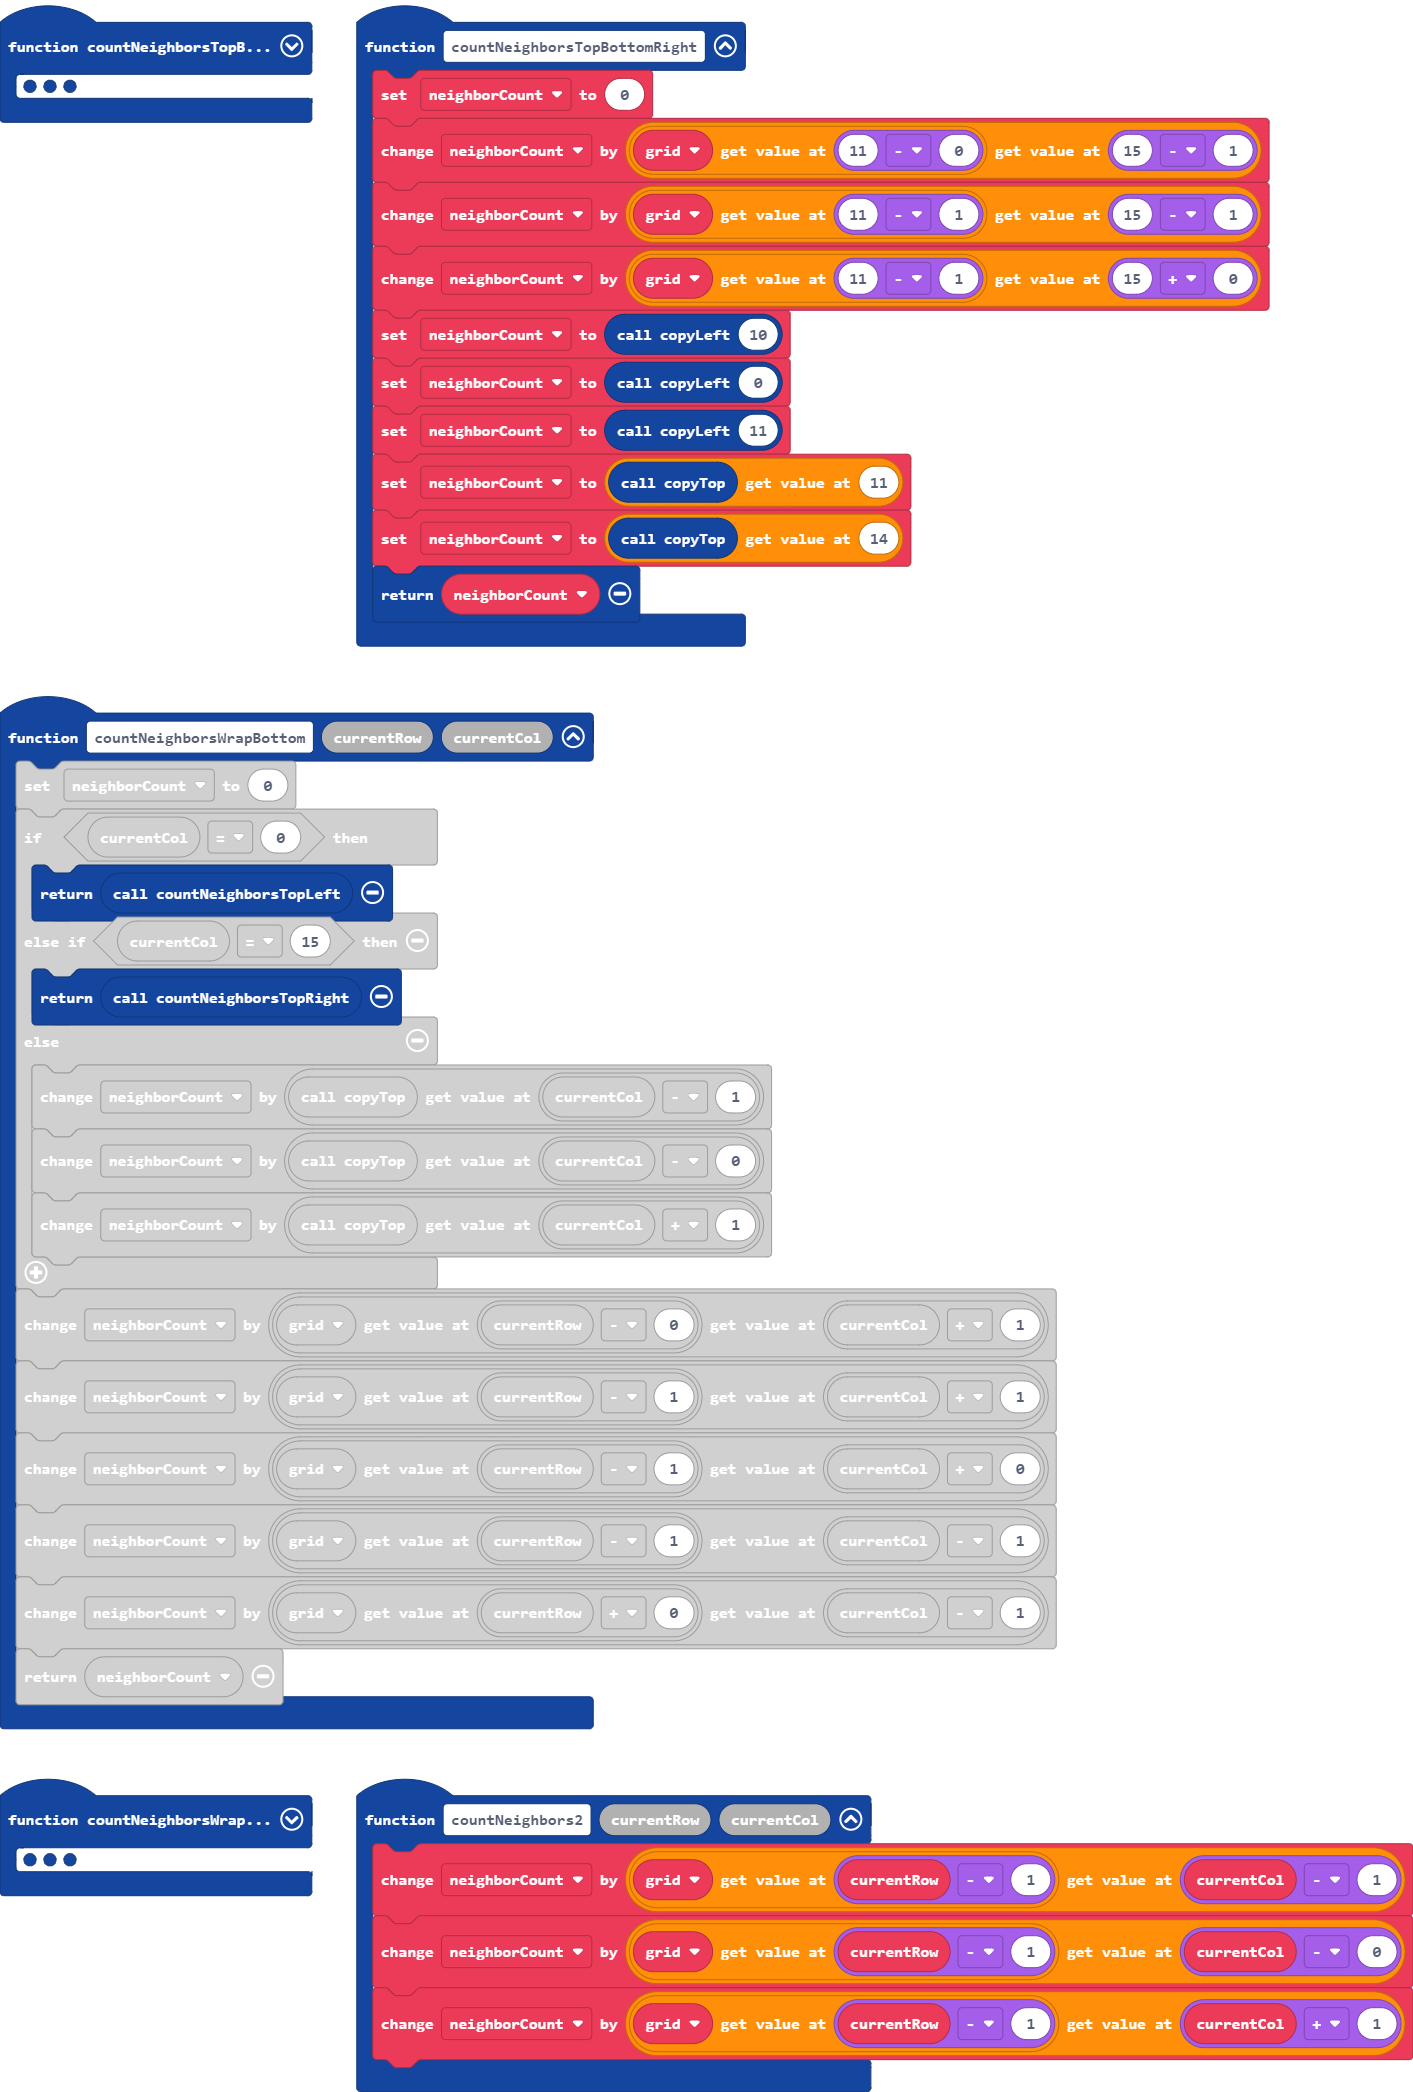 function countNeighborsTopB...
function countNeighborsTopBottomRight
set neighborCount to 0
change neighborCount by grid get value at 11 - 0 get value at 15 - 1
change neighborCount by grid get value at 11 - 1 get value at 15 - 1
change neighborCount by grid get value at 11 - 1 get value at 15 + 0
set neighborCount to call copyLeft 10
set neighborCount to call copyLeft 0
set neighborCount to call copyLeft 11
set neighborCount to call copyTop get value at 11
set neighborCount to call copyTop get value at 14
return neighborCount
function countNeighborsWrapBottom currentRow currentCol
set neighborCount to 0
if currentCol = 0 then
return call countNeighborsTopLeft
else if currentCol = 15 then
return call countNeighborsTopRight
else
change neighborCount by call copyTop get value at currentCol - 1
change neighborCount by call copyTop get value at currentCol - 0
change neighborCount by call copyTop get value at currentCol + 1
change neighborCount by grid get value at currentRow - 0 get value at currentCol + 1
change neighborCount by grid get value at currentRow - 1 get value at currentCol + 1
change neighborCount by grid get value at currentRow - 1 get value at currentCol + 0
change neighborCount by grid get value at currentRow - 1 get value at currentCol - 1
change neighborCount by grid get value at currentRow + 0 get value at currentCol - 1
return neighborCount
function countNeighborsWrap...
function countNeighbors2 currentRow currentCol
change neighborCount by grid get value at currentRow - 1 get value at currentCol - 1
change neighborCount by grid get value at currentRow - 1 get value at currentCol - 0
change neighborCount by grid get value at currentRow - 1 get value at currentCol + 1